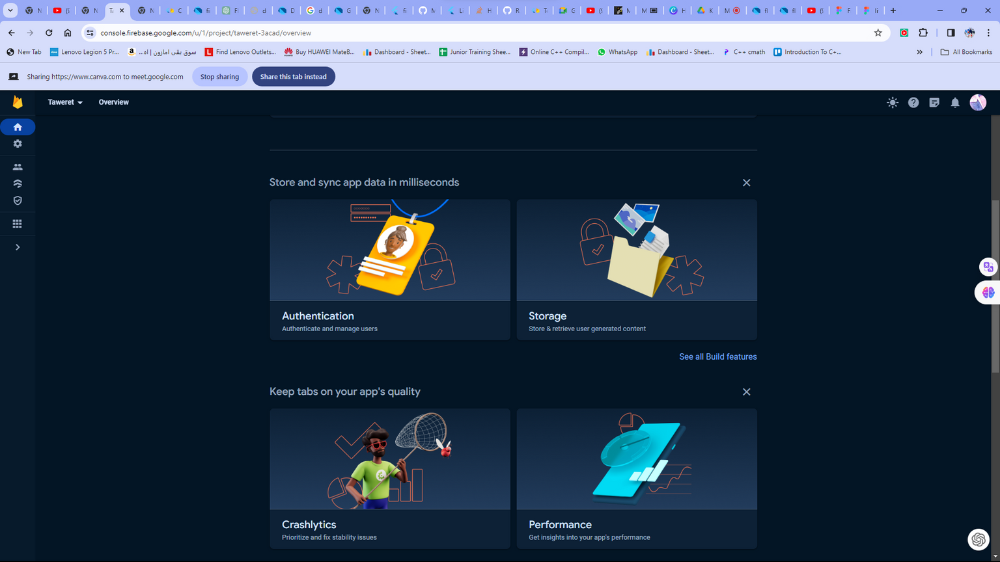 console.firebase.google.com/u/1/project/taweret-3acad/overview
New Tab
Lenovo Legion 5 Pr...
سوق بقى امازون | اه...
Find Lenovo Outlets...
Buy HUAWEI MateB...
Dashboard - Sheet...
Junior Training Shee...
Online C++ Compil...
WhatsApp
Dashboard - Sheet...
C++ cmath
Introduction To C+...
All Bookmarks
Sharing https://www.canva.com to meet.google.com
Stop sharing
Share this tab instead
Taweret
Overview
Store and sync app data in milliseconds
Authentication
Authenticate and manage users
Storage
Store & retrieve user generated content
See all Build features
Keep tabs on your app's quality
Crashlytics
Prioritize and fix stability issues
Performance
Get insights into your app's performance